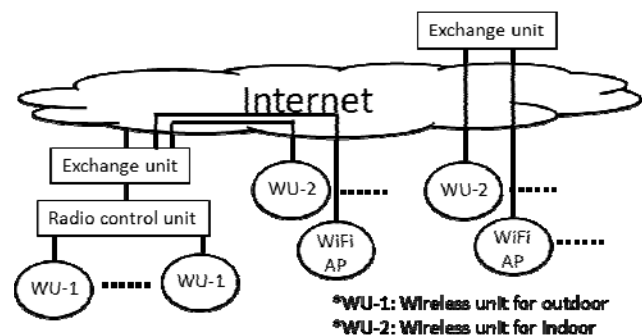 Exchange unit
Internet
Exchange unit
WU-2
WU-2
Radio control unit
WiFi
AP
WiFi
AP
WU-1
WU-1
*WU-1: Wireless unit for outdoor
*WU-2: Wireless unit for indoor